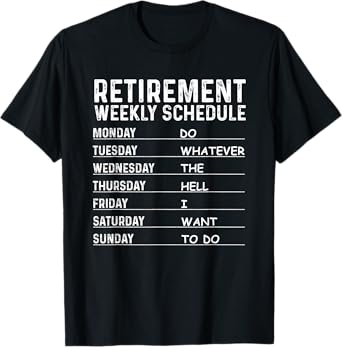 RETIREMENT
WEEKLY SCHEDULE
MONDAY DO
TUESDAY WHATEVER
WEDNESDAY THE
THURSDAY HELL
FRIDAY I
SATURDAY WANT
SUNDAY TO DO